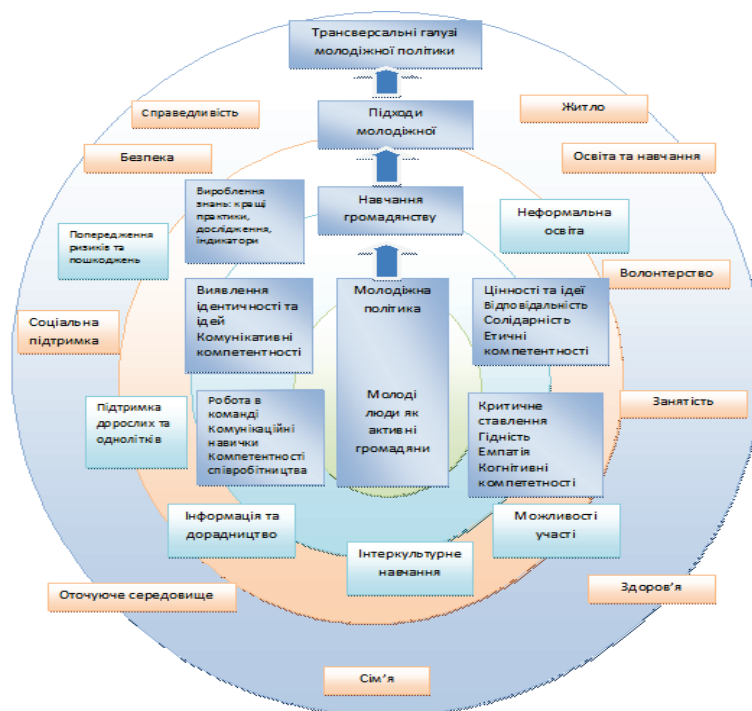 Трансверсальні галузі
молодіжної політики
Справедливість
Підходи
молодіжної
Житло
Безпека
Освіта та навчання
Вироблення
знань: кращі
практики,
дослідження,
індикатори
Навчання
громадянству
Неформальна
освіта
Попередження
ризиків та
пошкоджень
Волонтерство
Виявлення
ідентичності та
ідей
Комунікативні
компетентності
Молодіжна
політика
Цінності та ідеї
Відповідальність
Солідарність
Етичні
компетентності
Соціальна
підтримка
Підтримка
дорослих та
однолітків
Робота в
команді
Комунікаційні
навички
Компетентності
співробітництва
Молоді
люди як
активні
громадяни
Критичне
ставлення
Гідність
Емпатія
Когнітивні
компететності
Занятість
Інформація та
дорадництво
Інтеркультурне
навчання
Можливості
участі
Оточуюче середовище
Здоров’я
Сім’я